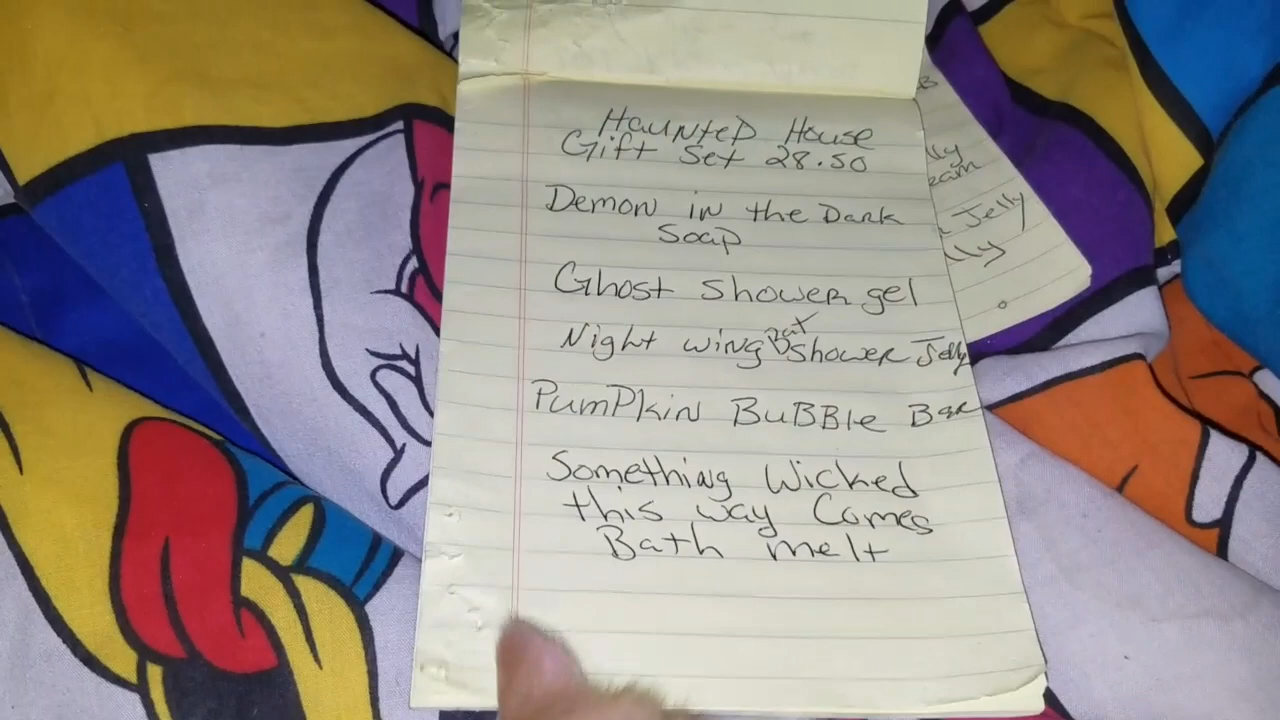 Haunted House
Gift Set 28.50
Demon in the Dark
Soap
Ghost Shower gel
Night wing Bat Shower Jelly
Pumpkin Bubble Bar
Something Wicked
this way Comes
Bath melt
Jelly